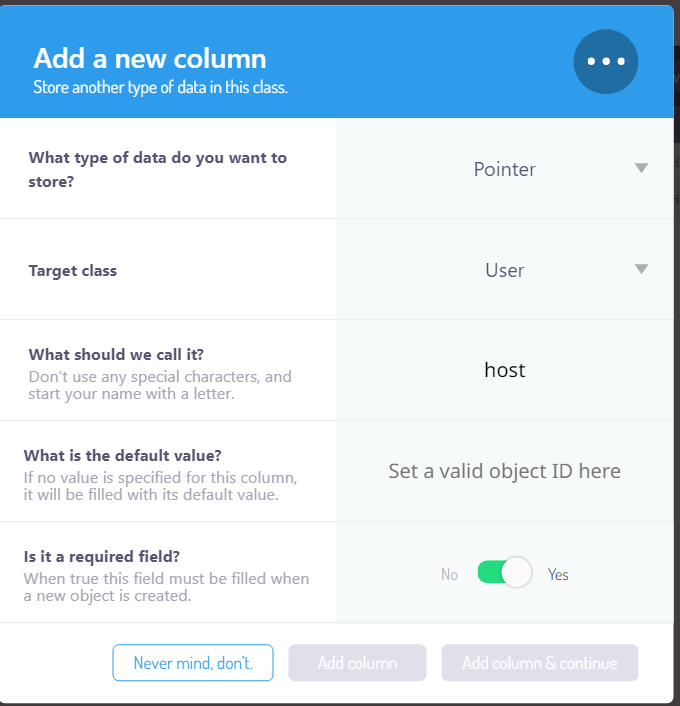 Add a new column
Store another type of data in this class.
What type of data do you want to
store?
Pointer
Target class
User
What should we call it?
Don't use any special characters, and
start your name with a letter.
host
What is the default value?
If no value is specified for this column,
it will be filled with its default value.
Set a valid object ID here
Is it a required field?
When true this field must be filled when
a new object is created.
No
Yes
Never mind, don't.
Add column
Add column & continue